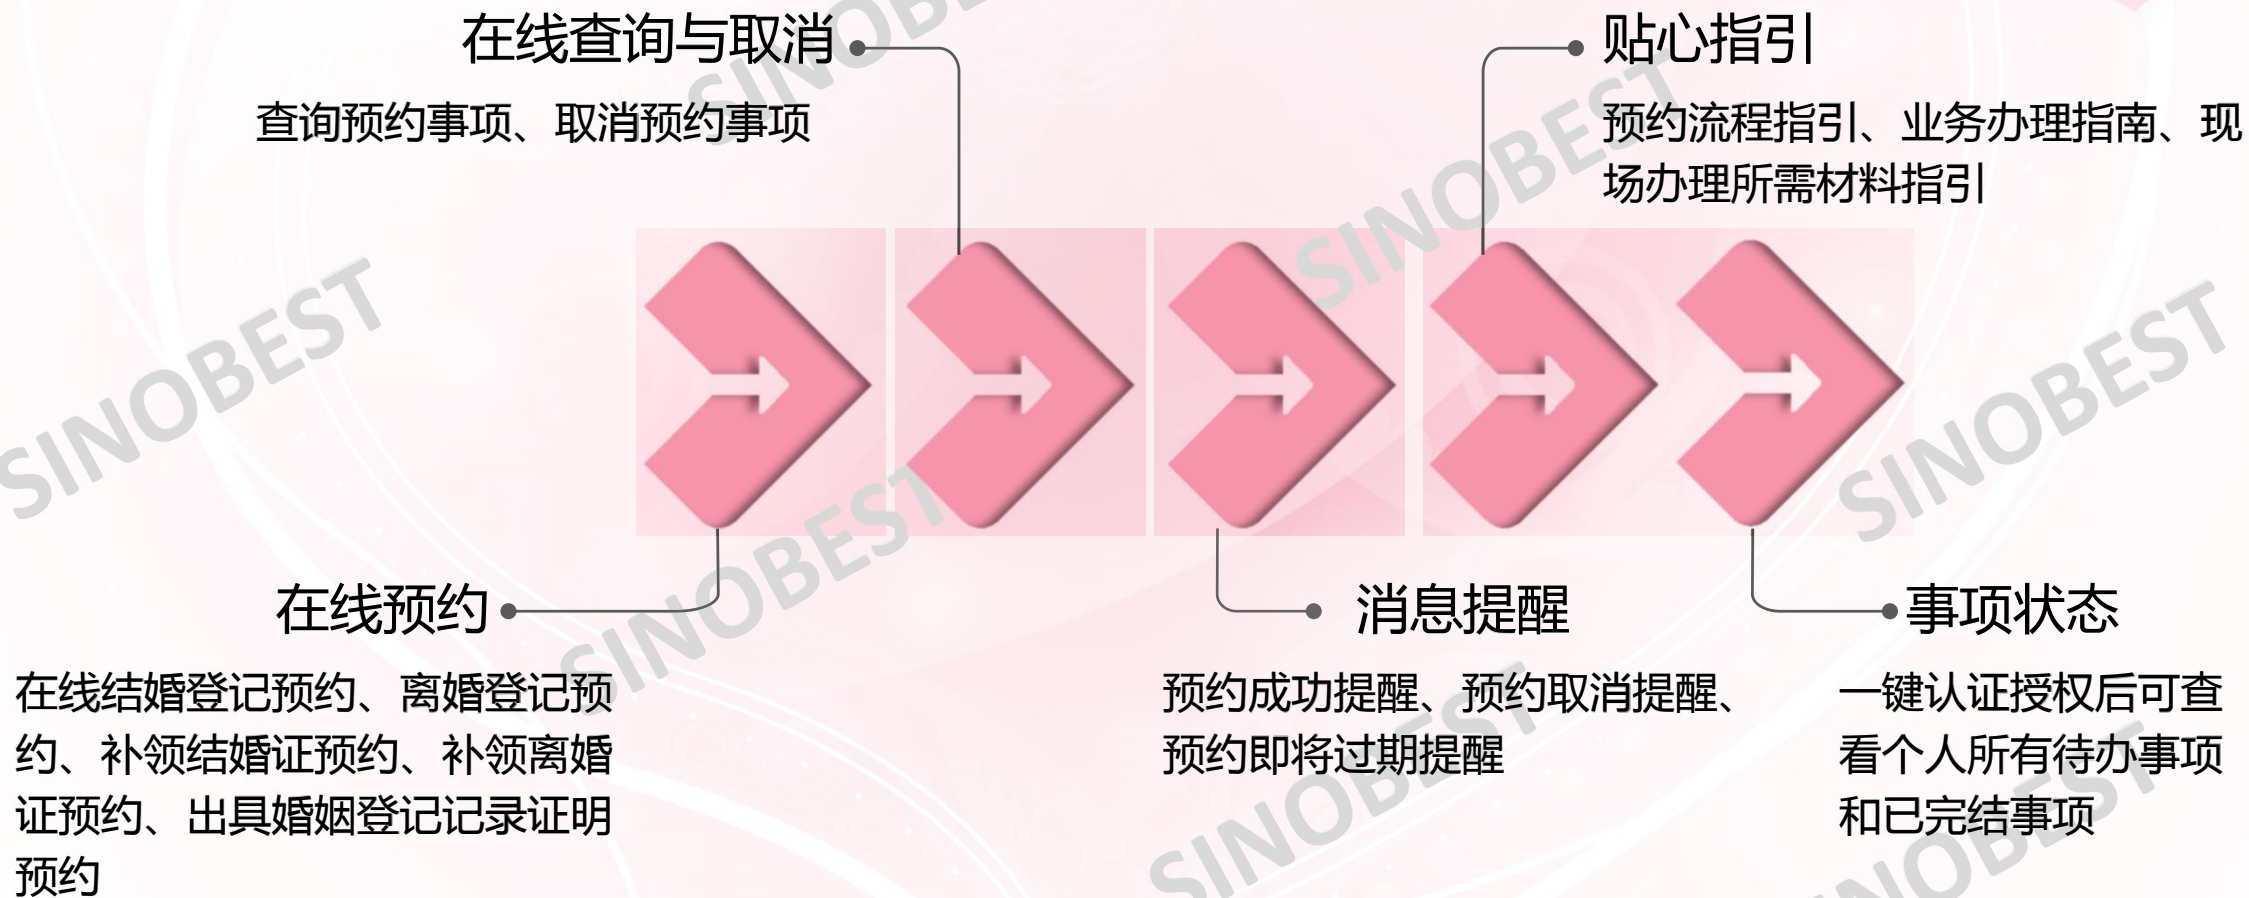 在线查询与取消
查询预约事项、取消预约事项
贴心指引
预约流程指引、业务办理指南、现
场办理所需材料指引
在线预约
在线结婚登记预约、离婚登记预
约、补领结婚证预约、补领离婚
证预约、出具婚姻登记记录证明
预约
消息提醒
预约成功提醒、预约取消提醒、
预约即将过期提醒
事项状态
一键认证授权后可查
看个人所有待办事项
和已完结事项
SINOBEST
SINOBEST
SINOBEST
SINOBEST
SINOBEST
SINOBEST
SINOBEST